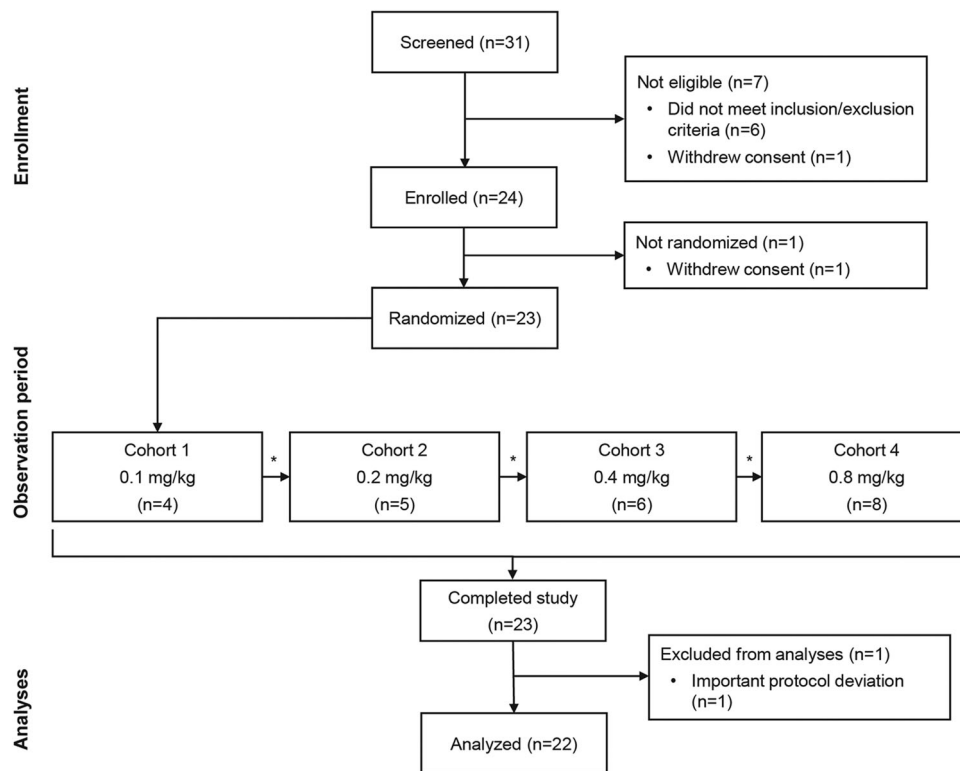 Enrollment
Screened (n=31)
Not eligible (n=7)
• Did not meet inclusion/exclusion
criteria (n=6)
• Withdrew consent (n=1)
Enrolled (n=24)
Not randomized (n=1)
• Withdrew consent (n=1)
Randomized (n=23)
Observation period
Cohort 1
0.1 mg/kg
(n=4)
*
Cohort 2
0.2 mg/kg
(n=5)
*
Cohort 3
0.4 mg/kg
(n=6)
*
Cohort 4
0.8 mg/kg
(n=8)
Completed study
(n=23)
Analyses
Excluded from analyses (n=1)
• Important protocol deviation
(n=1)
Analyzed (n=22)